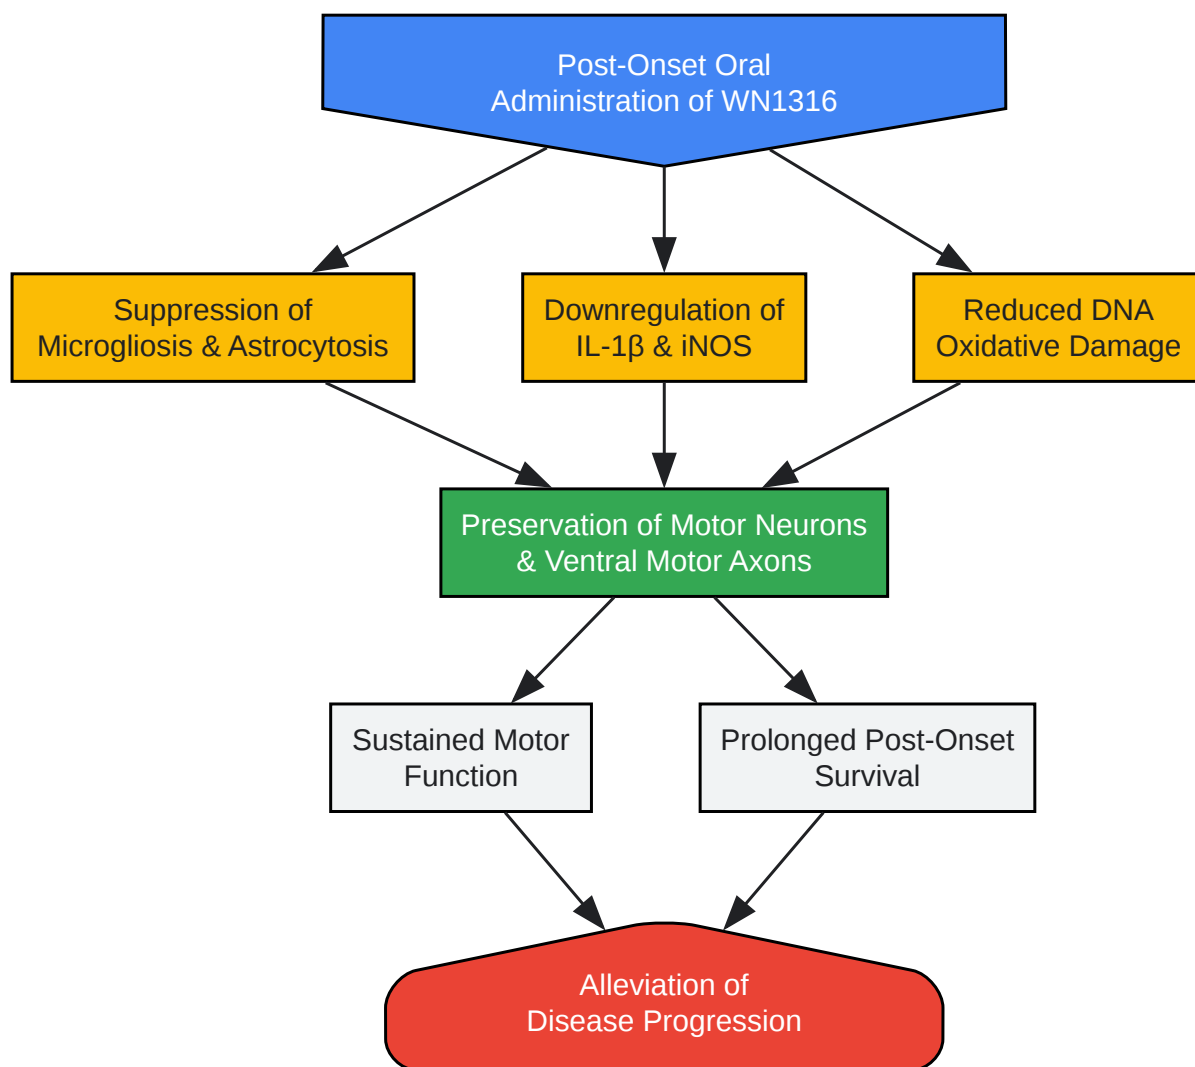 Post-Onset Oral
Administration of WN1316
Suppression of
Microgliosis & Astrocytosis
Downregulation of
IL-1β & iNOS
Reduced DNA
Oxidative Damage
Preservation of Motor Neurons
& Ventral Motor Axons
Sustained Motor
Function
Prolonged Post-Onset
Survival
Alleviation of
Disease Progression